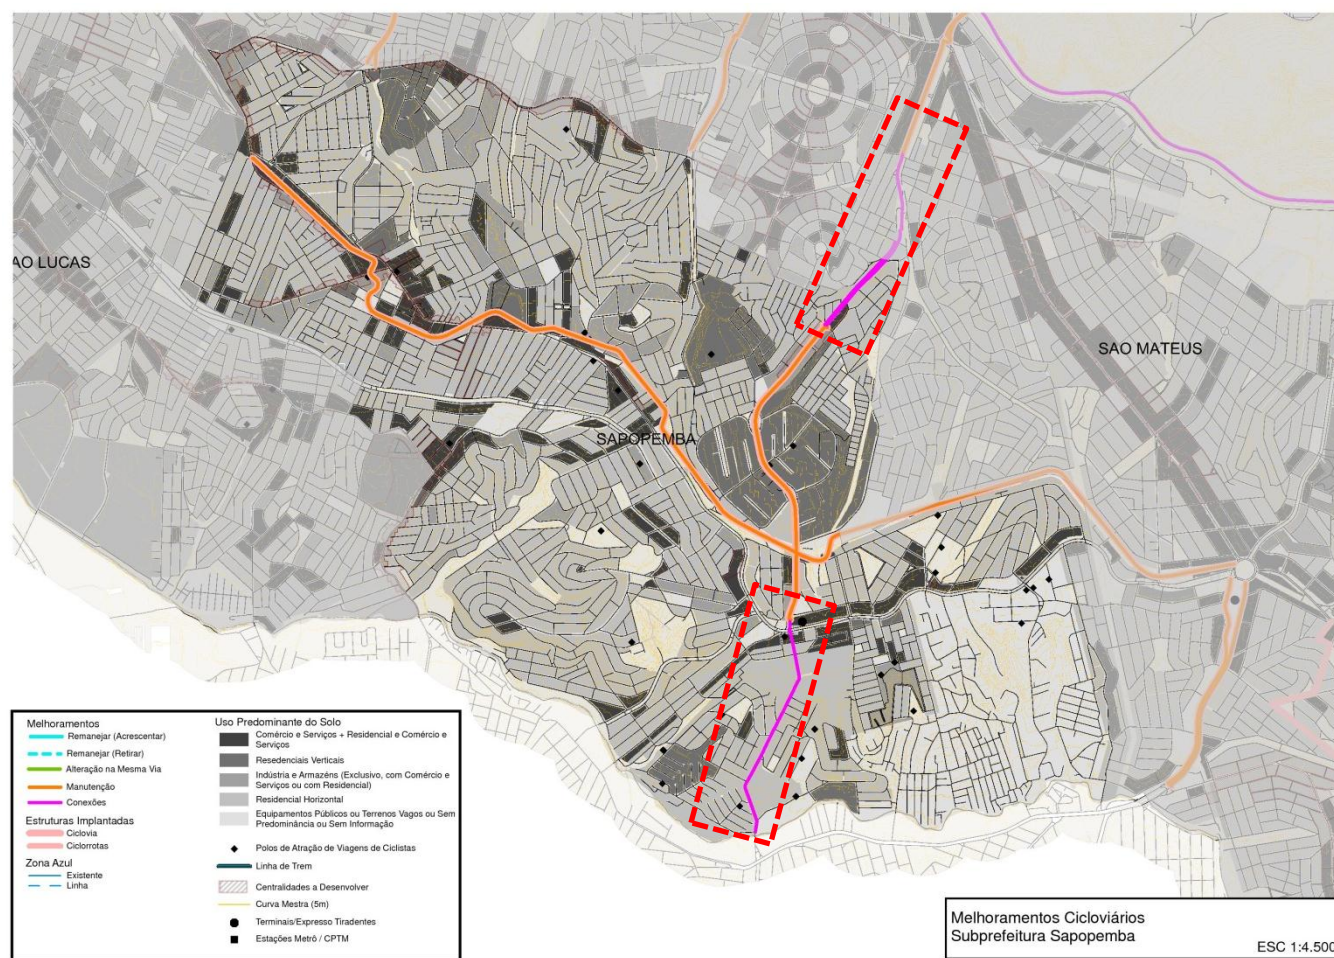 AO LUCAS
SAO MATEUS
SAPOPEMBA
Melhoramentos
Remanejar (Acrescentar)
Remanejar (Retirar)
Alteração na Mesma Via
Manutenção
Conexões
Estruturas Implantadas
Ciclovia
Ciclorrotas
Zona Azul
Existente
Linha
Uso Predominante do Solo
Comércio e Serviços + Residencial e Comércio e
Serviços
Resedenciais Verticais
Indústria e Armazéns (Exclusivo, com Comércio e
Serviços ou com Residencial)
Residencial Horizontal
Equipamentos Públicos ou Terrenos Vagos ou Sem
Predominância ou Sem Informação
Polos de Atração de Viagens de Ciclistas
Linha de Trem
Centralidades a Desenvolver
Curva Mestra (5m)
Terminais/Expresso Tiradentes
Estações Metrô / CPTM
Melhoramentos Cicloviários
Subprefeitura Sapopemba
ESC 1:4.500